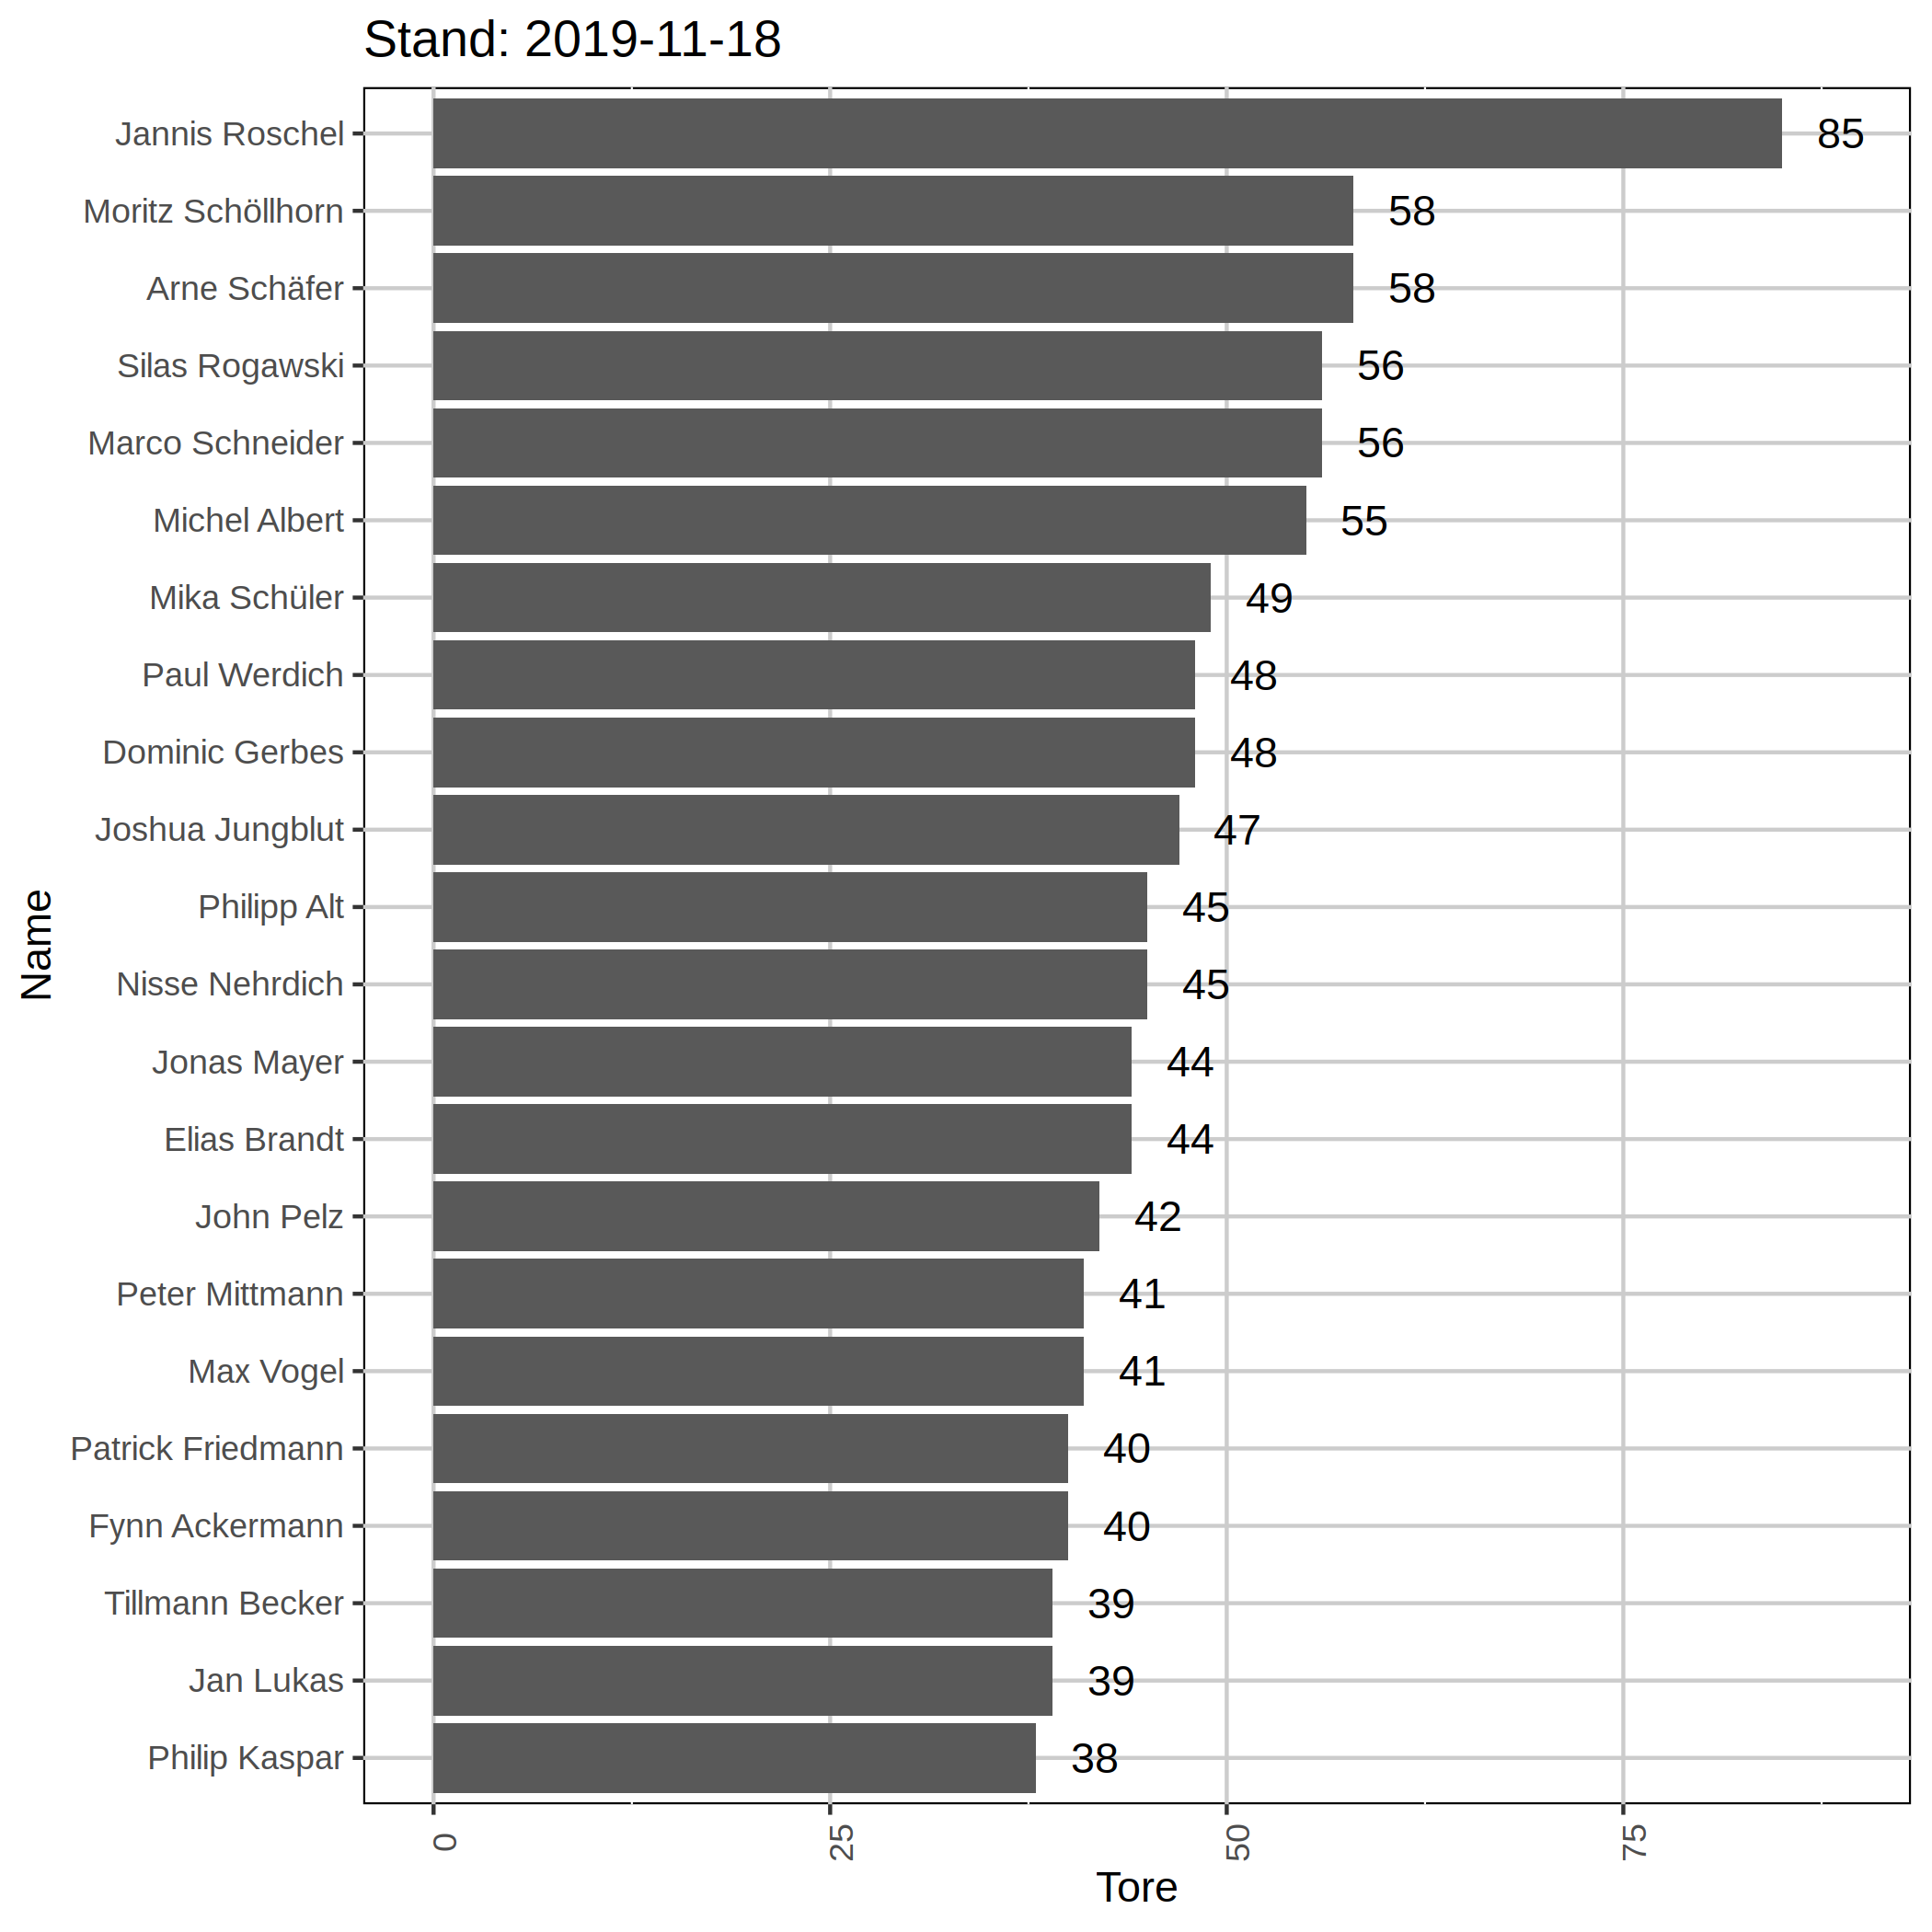 Stand: 2019-11-18
Jannis Roschel 85
Moritz Schöllhorn 58
Arne Schäfer 58
Silas Rogawski 56
Marco Schneider 56
Michel Albert 55
Mika Schüler 49
Paul Werdich 48
Dominic Gerbes 48
Joshua Jungblut 47
Philipp Alt 45
Nisse Nehrdich 45
Jonas Mayer 44
Elias Brandt 44
John Pelz 42
Peter Mittmann 41
Max Vogel 41
Patrick Friedmann 40
Fynn Ackermann 40
Tillmann Becker 39
Jan Lukas 39
Philip Kaspar 38
Name
0 25 50 75
Tore